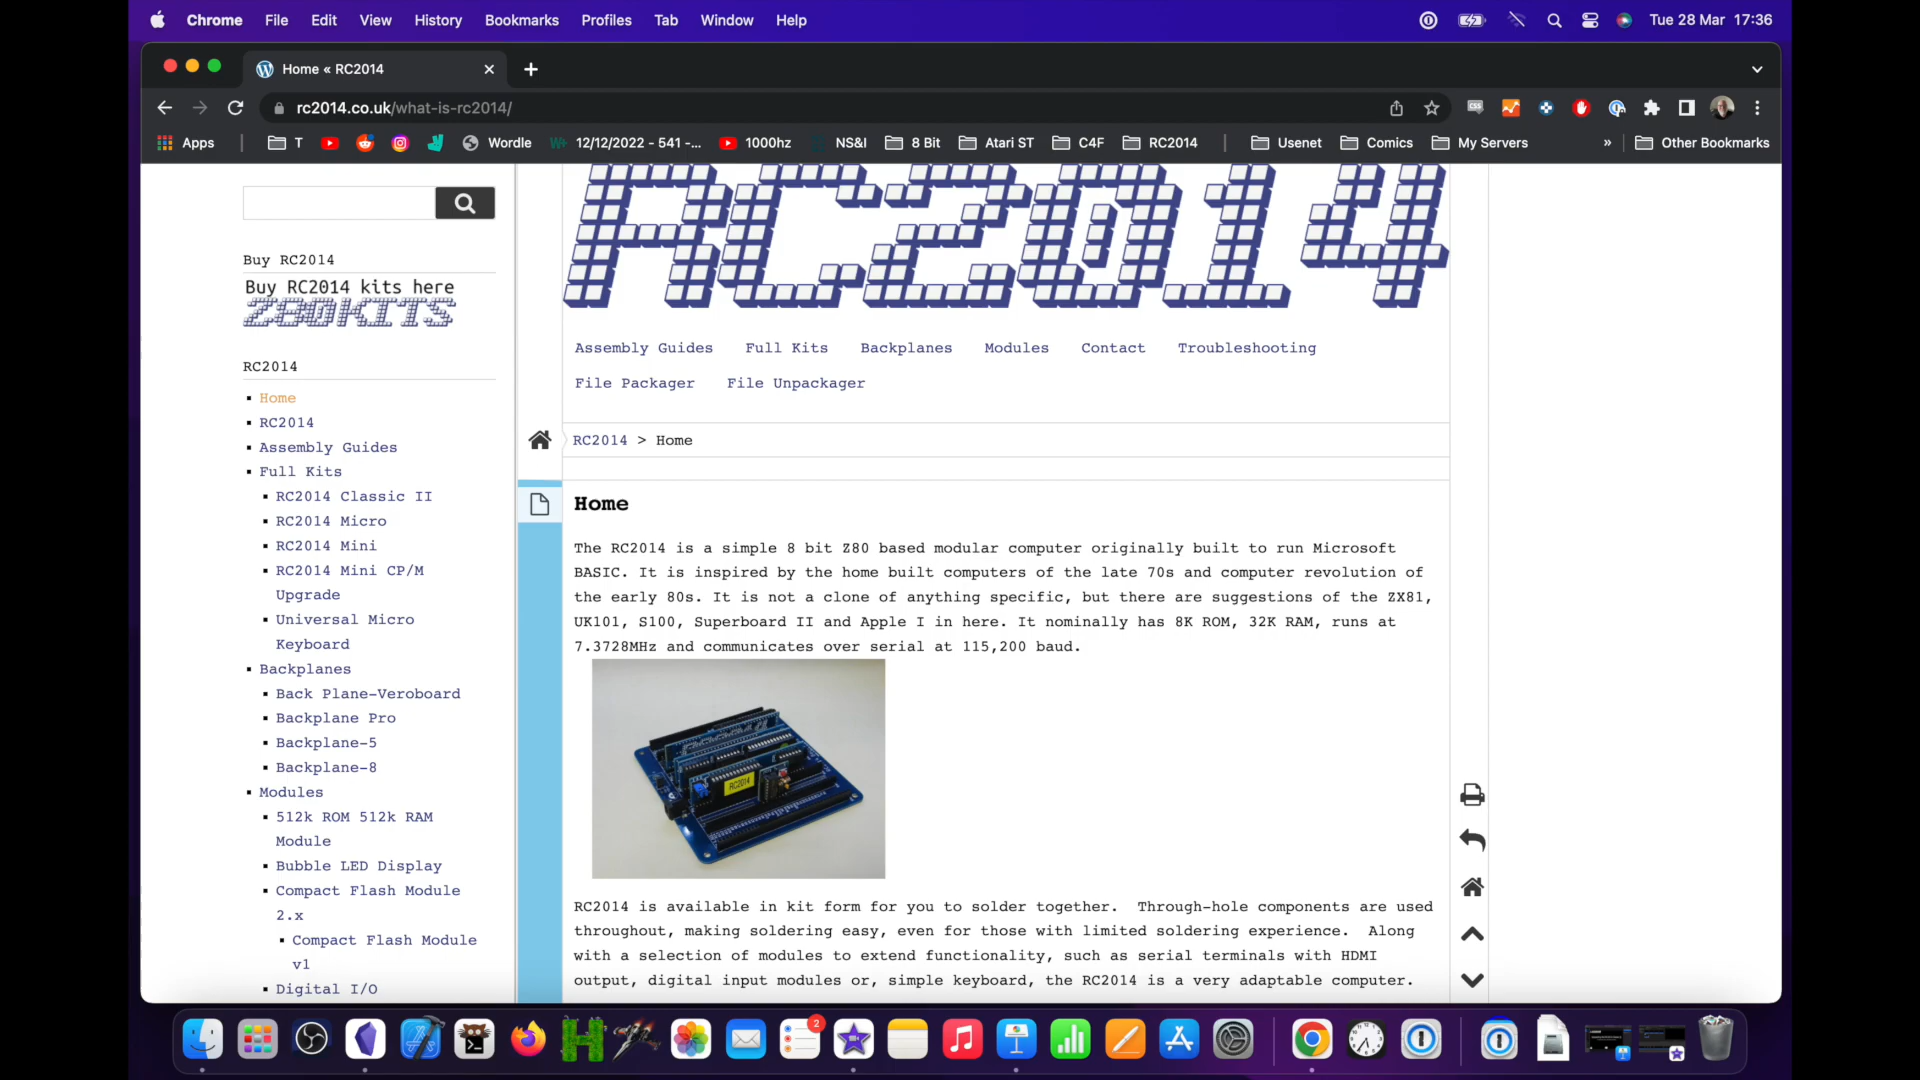 Chrome File Edit View History Bookmarks Profiles Tab Window Help Tue 28 Mar 17:36
Home « RC2014
rc2014.co.uk/what-is-rc2014/
Apps T Wordle 12/12/2022 - 541 -... 1000hz NS&I 8 Bit Atari ST C4F RC2014 Usenet Comics My Servers » Other Bookmarks
RC2014
Buy RC2014
Buy RC2014 kits here
Z80KITS
RC2014
Home
RC2014
Assembly Guides
Full Kits
RC2014 Classic II
RC2014 Micro
RC2014 Mini
RC2014 Mini CP/M
Upgrade
Universal Micro
Keyboard
Backplanes
Back Plane-Veroboard
Backplane Pro
Backplane-5
Backplane-8
Modules
512k ROM 512k RAM
Module
Bubble LED Display
Compact Flash Module
2.x
Compact Flash Module
v1
Digital I/O
Assembly Guides Full Kits Backplanes Modules Contact Troubleshooting
File Packager File Unpackager
RC2014 > Home
Home
The RC2014 is a simple 8 bit Z80 based modular computer originally built to run Microsoft
BASIC. It is inspired by the home built computers of the late 70s and computer revolution of
the early 80s. It is not a clone of anything specific, but there are suggestions of the ZX81,
UK101, S100, Superboard II and Apple I in here. It nominally has 8K ROM, 32K RAM, runs at
7.3728MHz and communicates over serial at 115,200 baud.
RC2014
RC2014 is available in kit form for you to solder together. Through-hole components are used
throughout, making soldering easy, even for those with limited soldering experience. Along
with a selection of modules to extend functionality, such as serial terminals with HDMI
output, digital input modules or, simple keyboard, the RC2014 is a very adaptable computer.
2